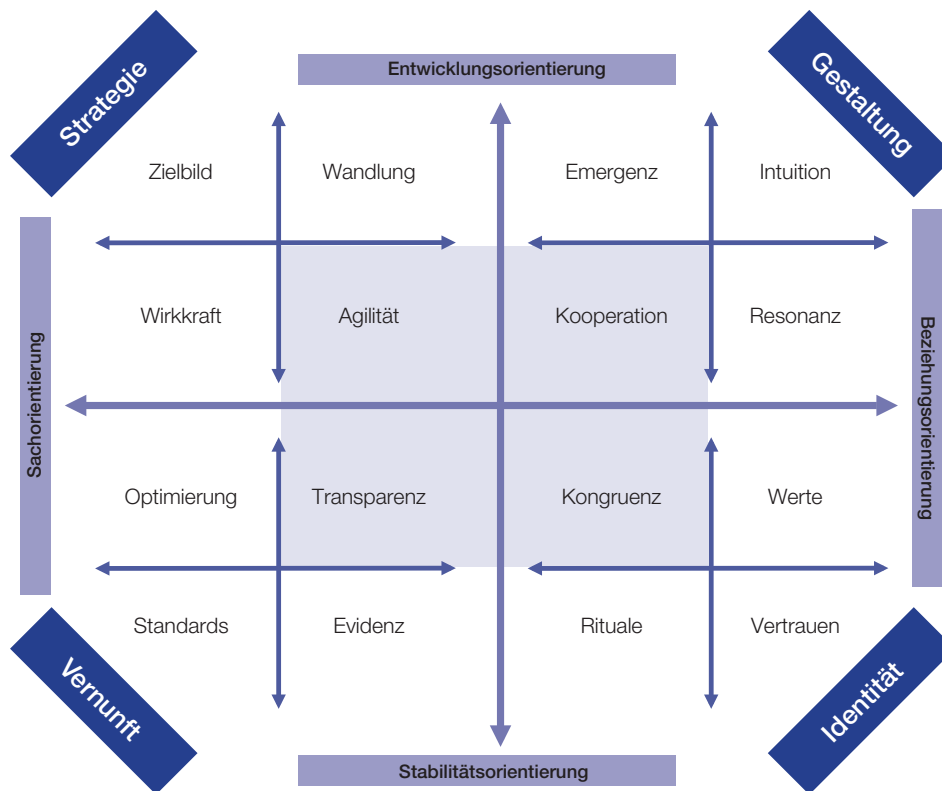 Strategie
Entwicklungsorientierung
Gestaltung
Zielbild
Wandlung
Emergenz
Intuition
Wirkkraft
Agilität
Kooperation
Resonanz
Sachorientierung
Beziehungsorientierung
Optimierung
Transparenz
Kongruenz
Werte
Standards
Evidenz
Rituale
Vertrauen
Vernunft
Identität
Stabilitätsorientierung